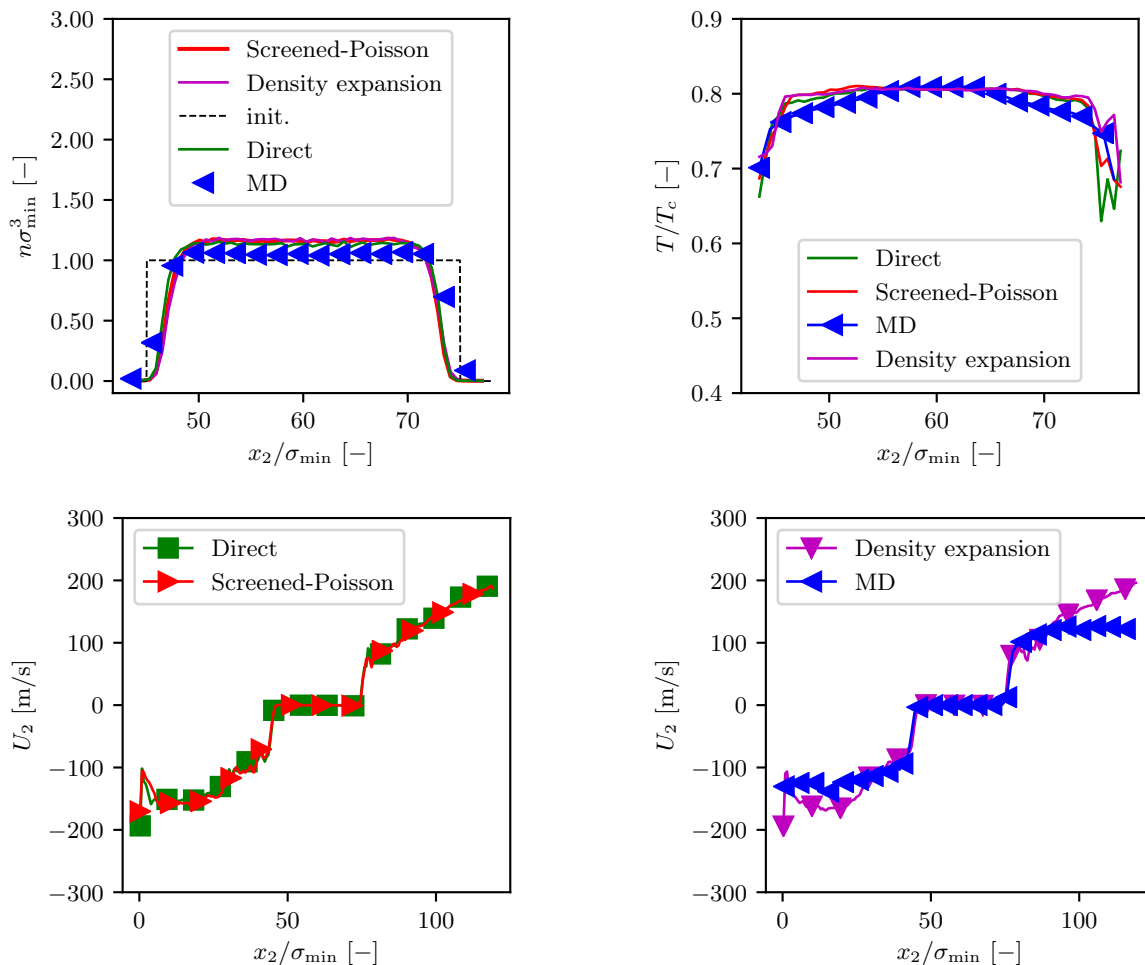 3.00
2.50
2.00
1.50
1.00
0.50
0.00
nσ³min [−]
Screened-Poisson
Density expansion
init.
Direct
MD
50
60
70
x₂/σmin [−]
0.9
0.8
0.7
0.8
0.8
0.4
T/Tc [−]
Direct
Screened-Poisson
MD
Density expansion
50
60
70
x₂/σmin [−]
300
200
100
0
−100
−200
−300
U₂ [m/s]
Direct
Screened-Poisson
0
50
100
x₂/σmin [−]
300
200
100
0
−100
−200
−300
U₂ [m/s]
Density expansion
MD
0
50
100
x₂/σmin [−]